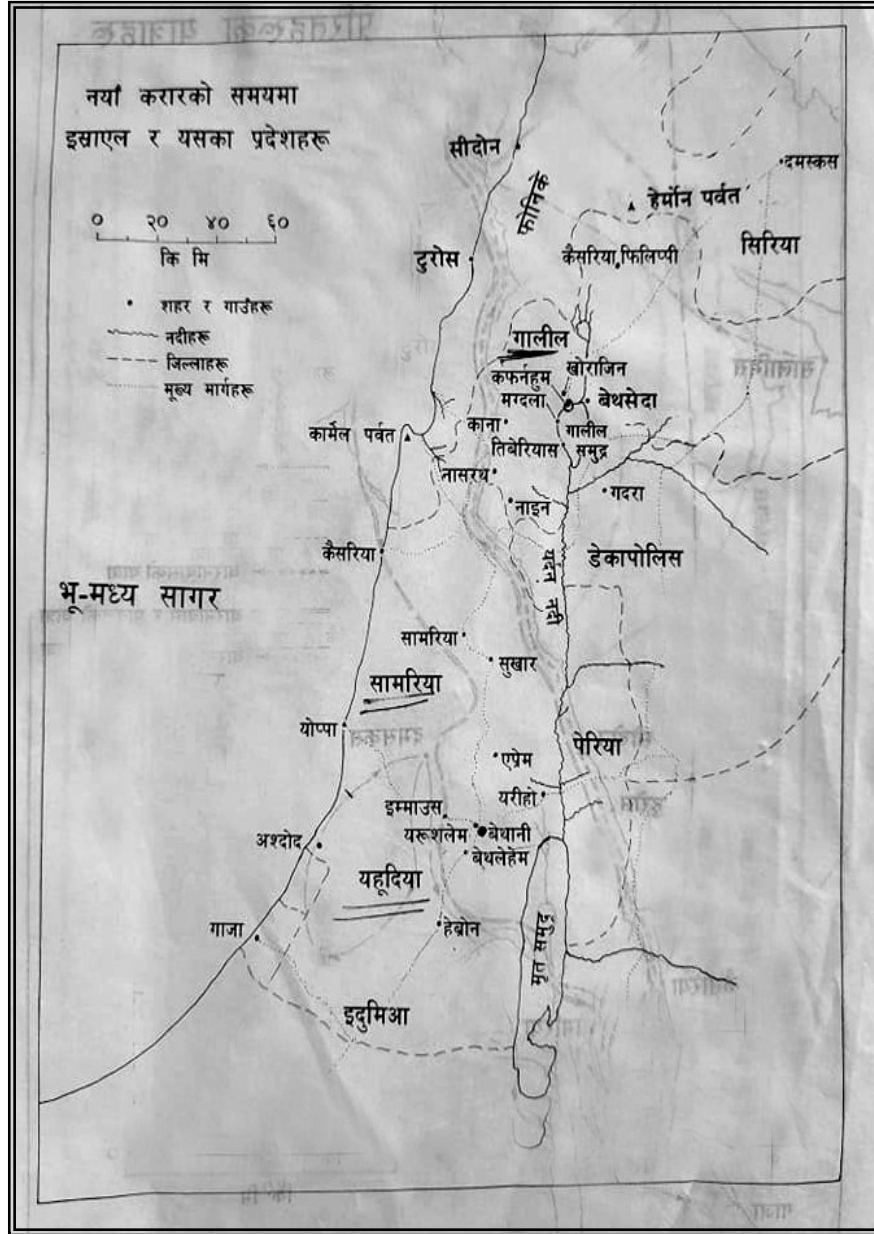 नयाँ करारको समयमा
इस्राएल र यसका प्रदेशहरू
० २० ४० ६०
कि मि
शहर र गाउँहरू
नदीहरू
जिल्लाहरू
मूख्य मार्गहरू
सीदोन
दमस्कस
फोनिके
हेर्मोन पर्वत
टुरोस
कैसरिया फिलिप्पी
सिरिया
गालील
खोराजिन
कफर्नहुम
मग्दला
बेथसेदा
काना
गालील
समुद्र
कार्मेल पर्वत
तिबेरियास
नासरथ
गदरा
नाइन
कैसरिया
डेकापोलिस
यर्दन नदी
भू-मध्य सागर
सामरिया
सुखार
सामरिया
योप्पा
पेरिया
एप्रेम
यरीहो
इम्माउस
यरूशलेम
बेथानी
अश्दोद
बेथलेहेम
यहूदिया
गाजा
हेब्रोन
मृत समुद्र
इदुमिआ